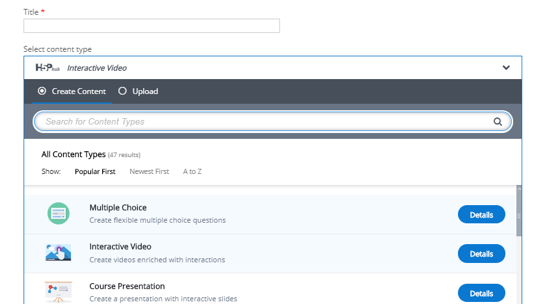 Title *
Select content type
H5P Hub Interactive Video
Create Content Upload
Search for Content Types
All Content Types (47 results)
Show: Popular First Newest First A to Z
Multiple Choice
Create flexible multiple choice questions
Details
Interactive Video
Create videos enriched with interactions
Details
Course Presentation
Create a presentation with interactive slides
Details